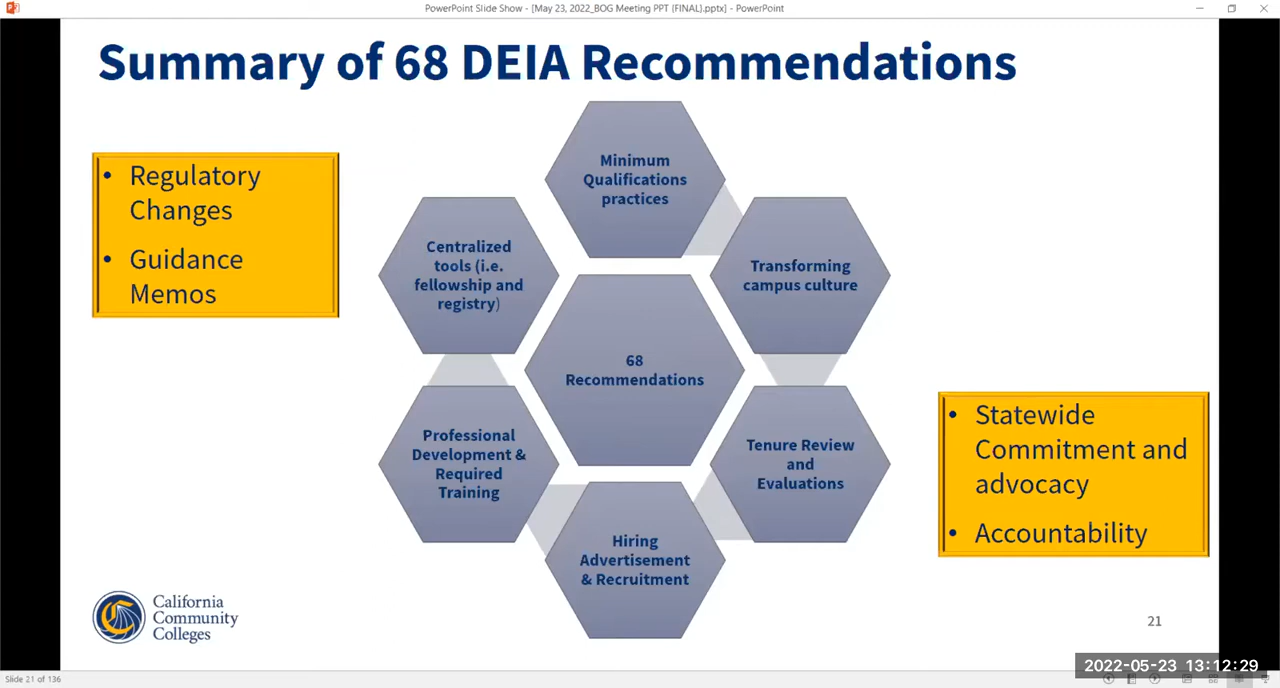 PowerPoint Slide Show - [May 23, 2022_BOG Meeting PPT (FINAL).pptx] - PowerPoint
Summary of 68 DEIA Recommendations
• Regulatory
Changes
• Guidance
Memos
Minimum
Qualifications
practices
Transforming
campus culture
Tenure Review
and
Evaluations
Hiring
Advertisement
& Recruitment
Professional
Development &
Required
Training
Centralized
tools (i.e.
fellowship and
registry)
68
Recommendations
• Statewide
Commitment and
advocacy
• Accountability
California
Community
Colleges
21
2022-05-23 13:12:29
Slide 21 of 136